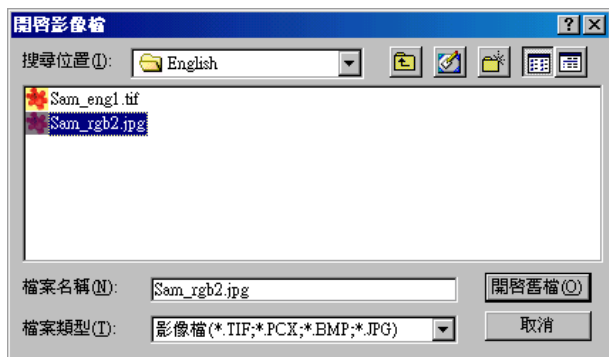 開啓影像檔
搜尋位置(I): English
Sam_eng1.tif
Sam_rgb2.jpg
檔案名稱(N): Sam_rgb2.jpg 開啓舊檔(O)
檔案類型(T): 影像檔(*.TIF;*.PCX;*.BMP;*.JPG) 取消